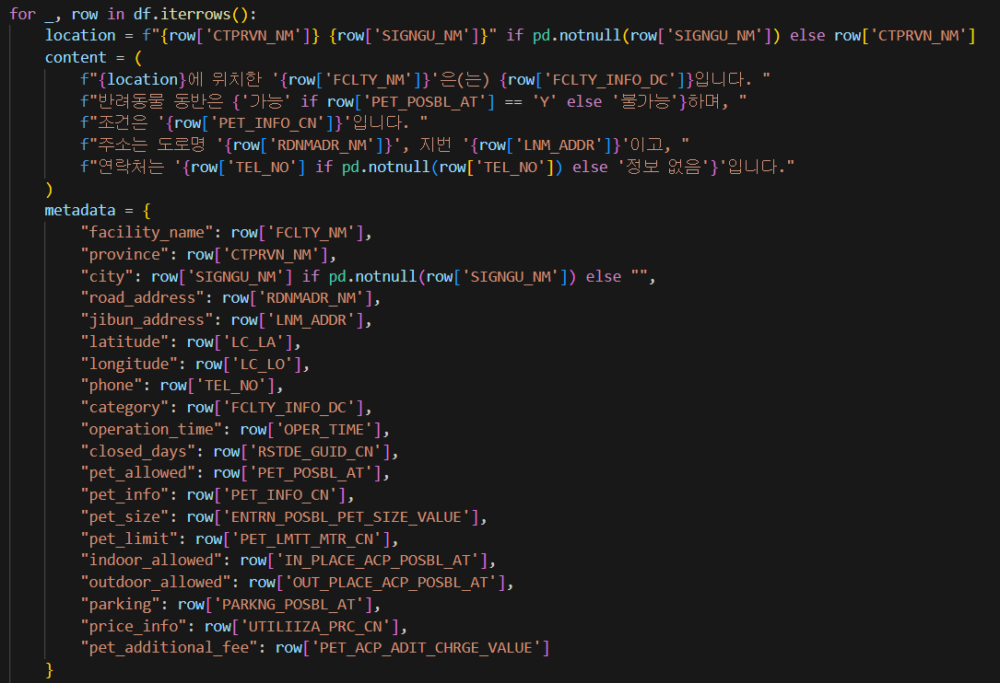 for _, row in df.iterrows():
    location = f"{row['CTPRVN_NM']} {row['SIGNGU_NM']}" if pd.notnull(row['SIGNGU_NM']) else row['CTPRVN_NM']
    content = (
        f"{location}에 위치한 '{row['FCLTY_NM']}'은(는) {row['FCLTY_INFO_DC']}입니다. "
        f"반려동물 동반은 {'가능' if row['PET_POSBL_AT'] == 'Y' else '불가능'}하며, "
        f"조건은 '{row['PET_INFO_CN']}'입니다. "
        f"주소는 도로명 '{row['RDNMADR_NM']}', 지번 '{row['LNM_ADDR']}'이고, "
        f"연락처는 '{row['TEL_NO'] if pd.notnull(row['TEL_NO']) else '정보 없음'}'입니다."
    )
    metadata = {
        "facility_name": row['FCLTY_NM'],
        "province": row['CTPRVN_NM'],
        "city": row['SIGNGU_NM'] if pd.notnull(row['SIGNGU_NM']) else "",
        "road_address": row['RDNMADR_NM'],
        "jibun_address": row['LNM_ADDR'],
        "latitude": row['LC_LA'],
        "longitude": row['LC_LO'],
        "phone": row['TEL_NO'],
        "category": row['FCLTY_INFO_DC'],
        "operation_time": row['OPER_TIME'],
        "closed_days": row['RSTDE_GUID_CN'],
        "pet_allowed": row['PET_POSBL_AT'],
        "pet_info": row['PET_INFO_CN'],
        "pet_size": row['ENTRN_POSBL_PET_SIZE_VALUE'],
        "pet_limit": row['PET_LMTT_MTR_CN'],
        "indoor_allowed": row['IN_PLACE_ACP_POSBL_AT'],
        "outdoor_allowed": row['OUT_PLACE_ACP_POSBL_AT'],
        "parking": row['PARKNG_POSBL_AT'],
        "price_info": row['UTILIIZA_PRC_CN'],
        "pet_additional_fee": row['PET_ACP_ADIT_CHRGE_VALUE']
    }